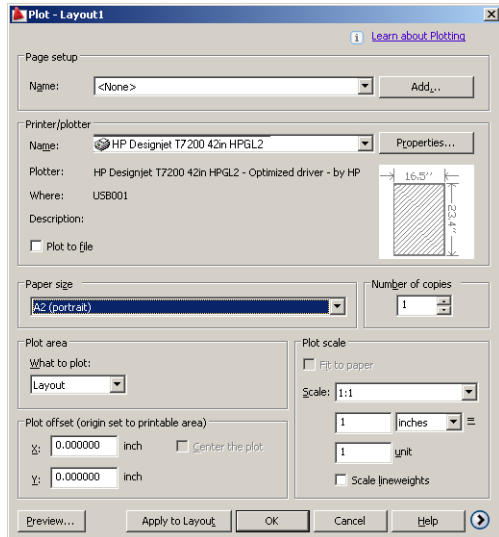 Plot - Layout1
Learn about Plotting
Page setup
Name: <None> Add...
Printer/plotter
Name: HP Designjet T7200 42in HPGL2 Properties...
Plotter: HP Designjet T7200 42in HPGL2 - Optimized driver - by HP
Where: USB001
Description:
Plot to file
16.5''
23.4''
Paper size
A2 (portrait)
Number of copies
1
Plot area
What to plot:
Layout
Plot scale
Fit to paper
Scale: 1:1
1 inches =
1 unit
Scale lineweights
Plot offset (origin set to printable area)
X: 0.000000 inch Center the plot
Y: 0.000000 inch
Preview... Apply to Layout OK Cancel Help